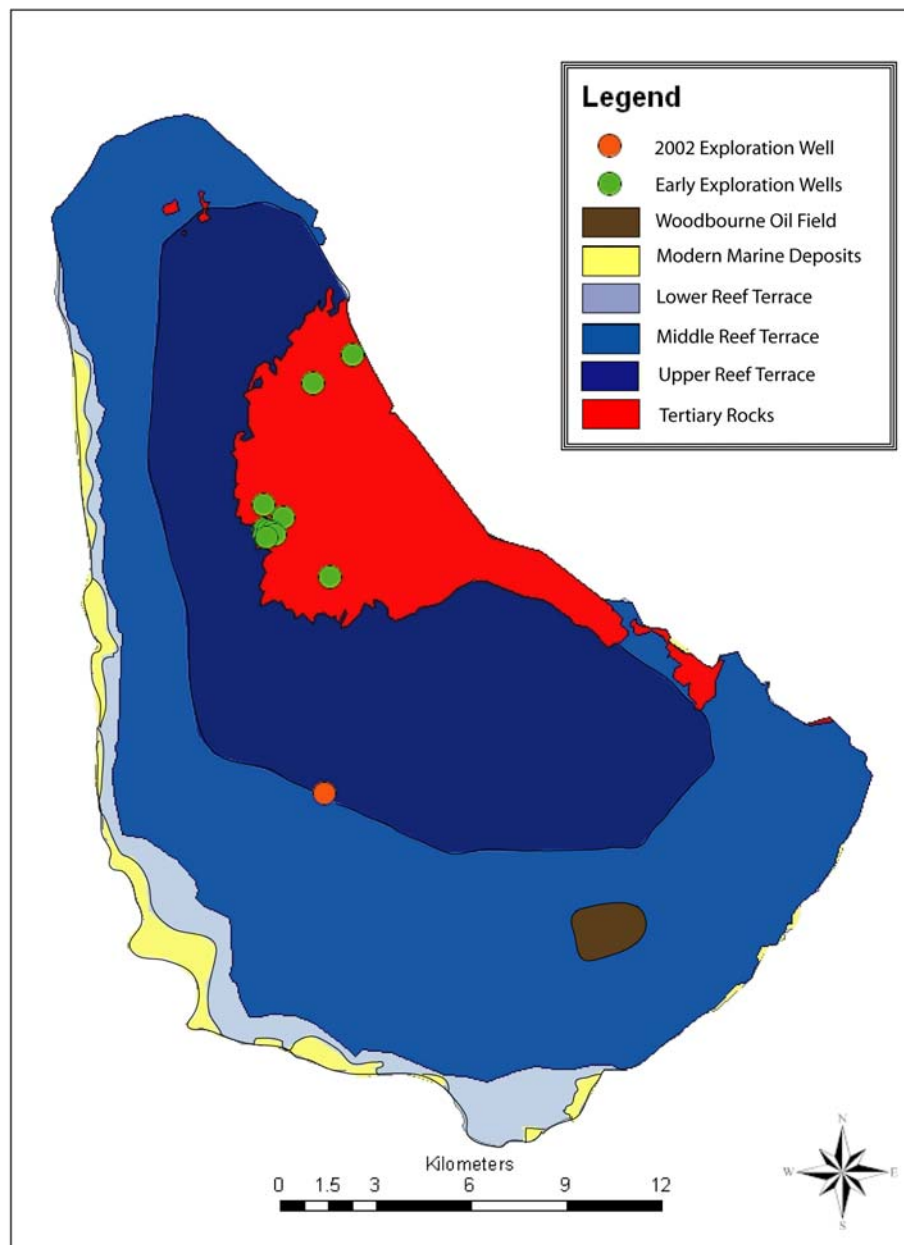 Legend
2002 Exploration Well
Early Exploration Wells
Woodbourne Oil Field
Modern Marine Deposits
Lower Reef Terrace
Middle Reef Terrace
Upper Reef Terrace
Tertiary Rocks
Kilometers
0 1.5 3 6 9 12
N
W E
S